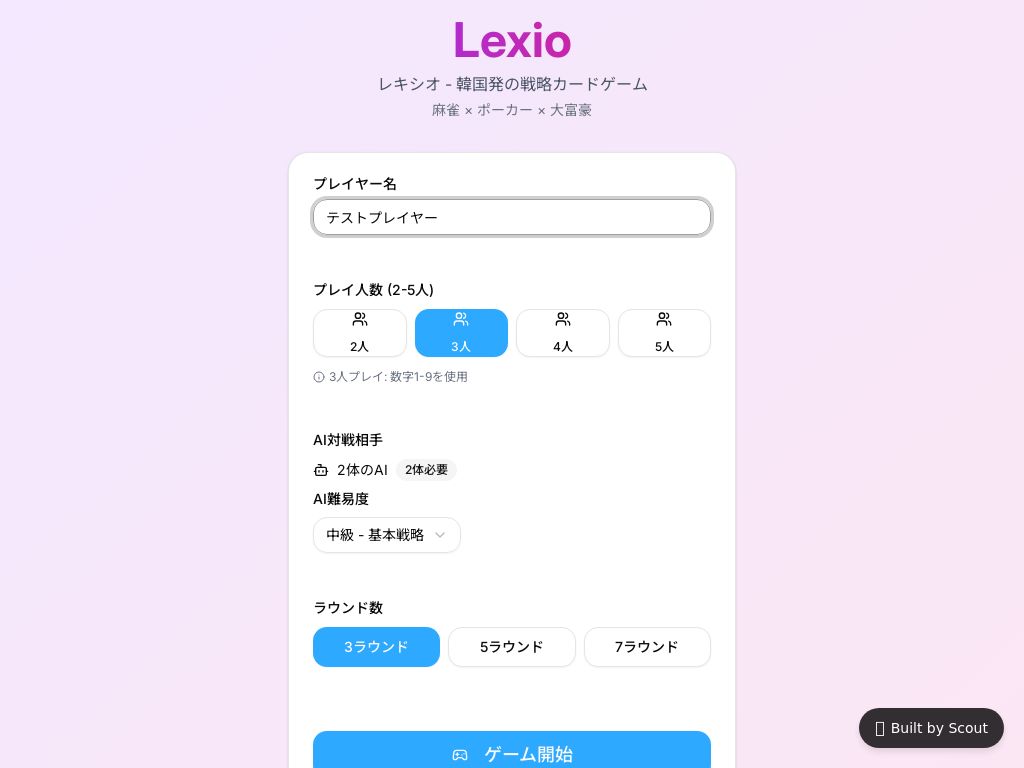 Lexio
レキシオ - 韓国発の戦略カードゲーム
麻雀 × ポーカー × 大富豪
プレイヤー名
テストプレイヤー
プレイ人数 (2-5人)
2人 3人 4人 5人
3人プレイ: 数字1-9を使用
AI対戦相手
2体のAI 2体必要
AI難易度
中級 - 基本戦略
ラウンド数
3ラウンド 5ラウンド 7ラウンド
ゲーム開始
Built by Scout